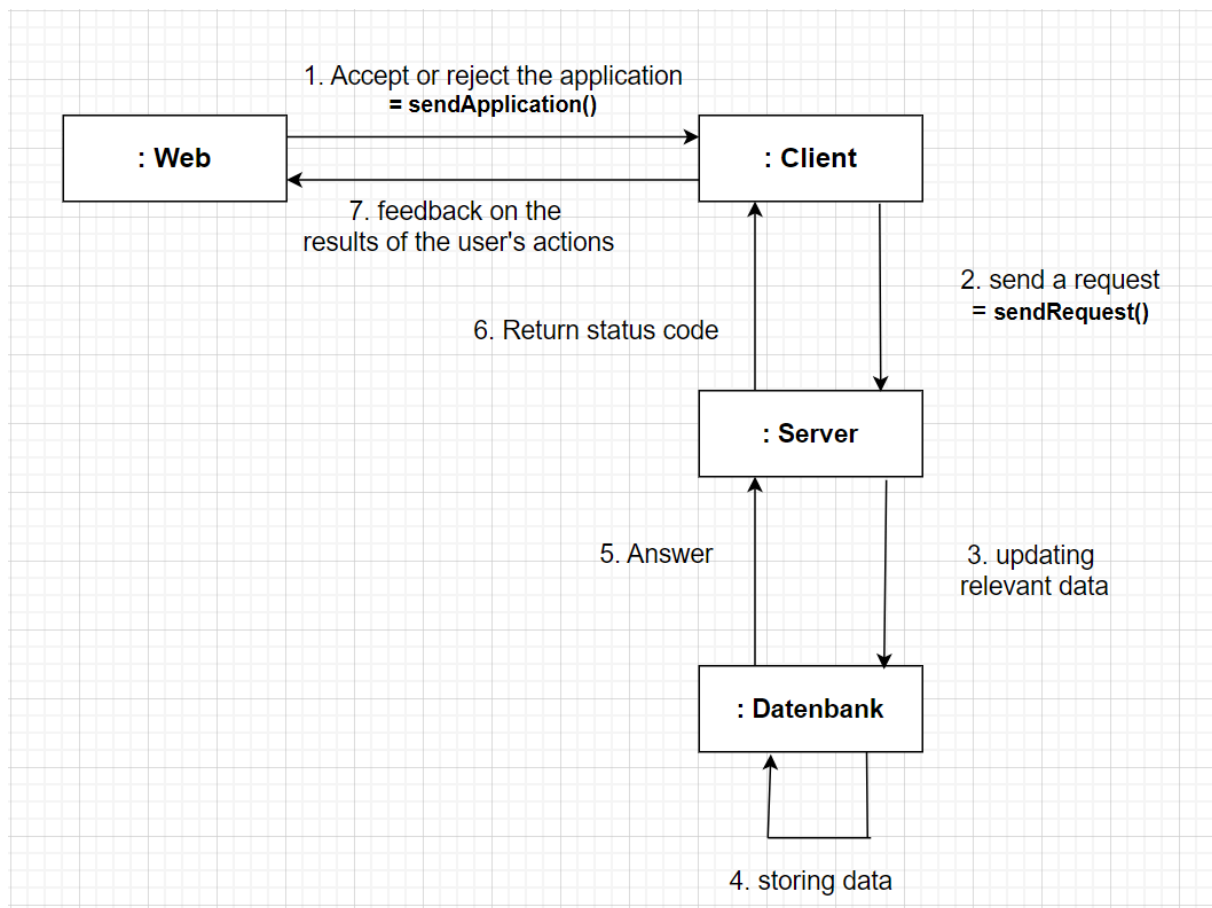 1. Accept or reject the application
= sendApplication()
: Web
: Client
7. feedback on the
results of the user's actions
2. send a request
= sendRequest()
6. Return status code
: Server
5. Answer
3. updating
relevant data
: Datenbank
4. storing data